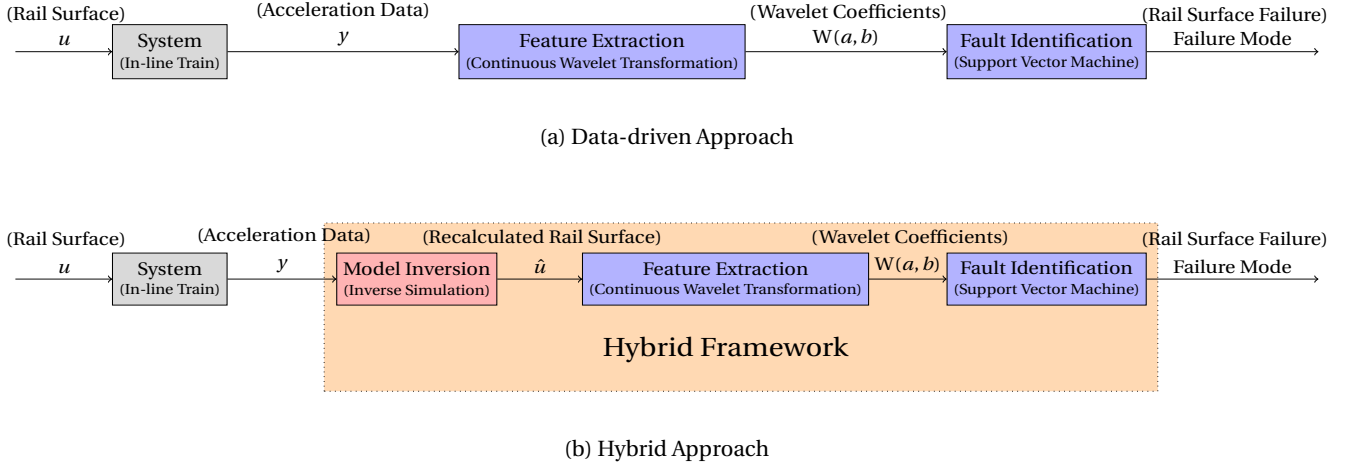 (Rail Surface)
u
System
(In-line Train)
(Acceleration Data)
y
Feature Extraction
(Continuous Wavelet Transformation)
(Wavelet Coefficients)
W(a, b)
Fault Identification
(Support Vector Machine)
(Rail Surface Failure)
Failure Mode
(a) Data-driven Approach
(Rail Surface)
u
System
(In-line Train)
(Acceleration Data)
y
Model Inversion
(Inverse Simulation)
(Recalculated Rail Surface)
û
Feature Extraction
(Continuous Wavelet Transformation)
(Wavelet Coefficients)
W(a, b)
Fault Identification
(Support Vector Machine)
(Rail Surface Failure)
Failure Mode
Hybrid Framework
(b) Hybrid Approach